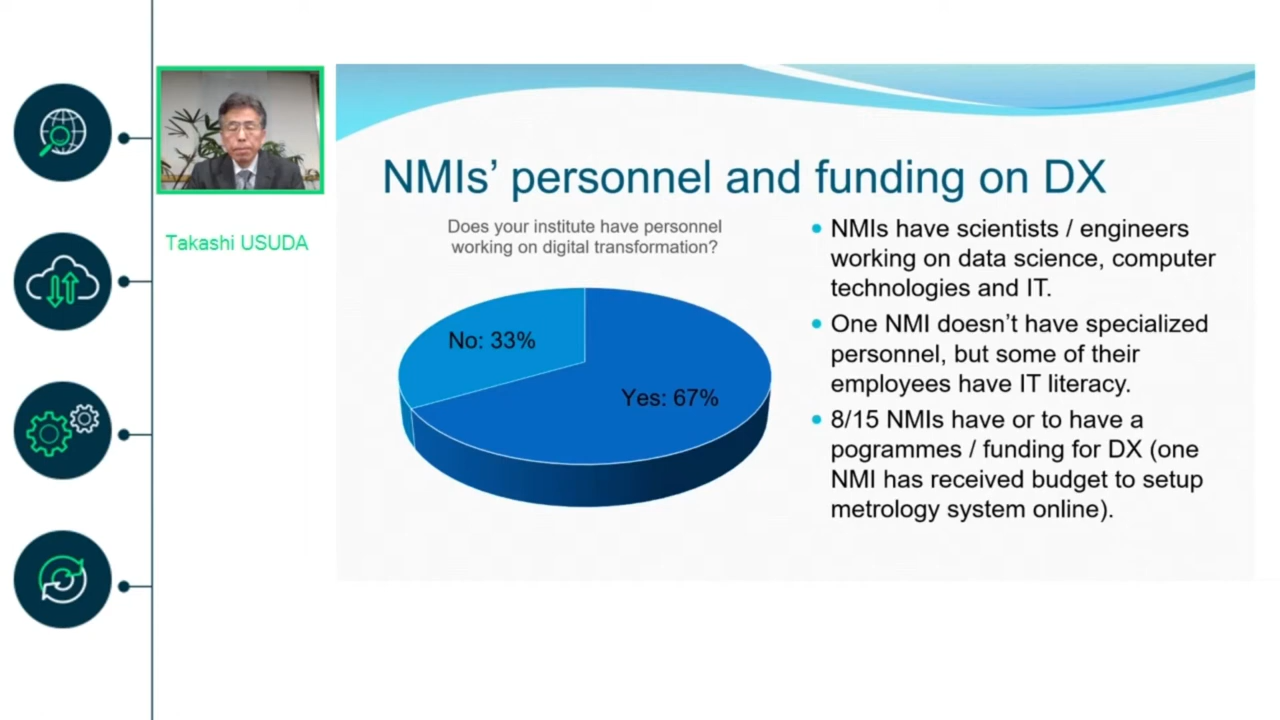 Takashi USUDA
NMIs’ personnel and funding on DX
Does your institute have personnel
working on digital transformation?
No: 33%
Yes: 67%
• NMIs have scientists / engineers
working on data science, computer
technologies and IT.
• One NMI doesn’t have specialized
personnel, but some of their
employees have IT literacy.
• 8/15 NMIs have or to have a
pogrammes / funding for DX (one
NMI has received budget to setup
metrology system online).